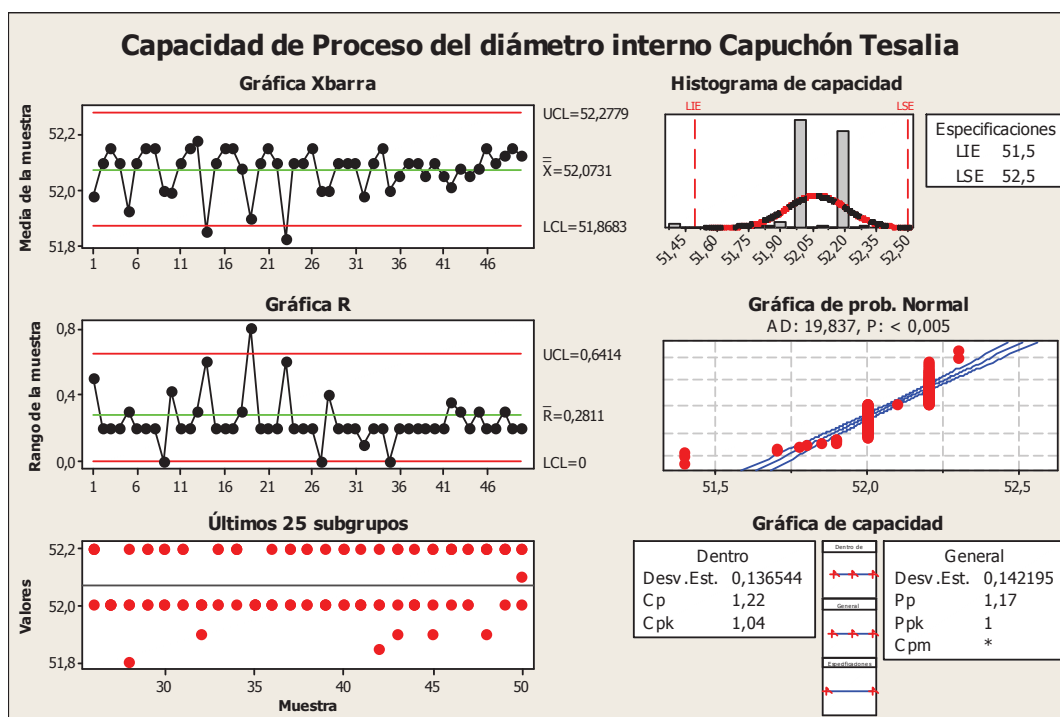 Capacidad de Proceso del diámetro interno Capuchón Tesalia
Gráfica Xbarra
Media de la muestra
52,2
52,0
51,8
1 6 11 16 21 26 31 36 41 46
UCL=52,2779
X=52,0731
LCL=51,8683
Histograma de capacidad
LIE LSE
51,45 51,60 51,75 51,90 52,05 52,20 52,35 52,50
Especificaciones
LIE 51,5
LSE 52,5
Gráfica R
Rango de la muestra
0,8
0,4
0,0
1 6 11 16 21 26 31 36 41 46
UCL=0,6414
R=0,2811
LCL=0
Gráfica de prob. Normal
AD: 19,837, P: < 0,005
51,5 52,0 52,5
Últimos 25 subgrupos
Valores
52,2
52,0
51,8
30 35 40 45 50
Muestra
Gráfica de capacidad
Dentro
Desv.Est. 0,136544
Cp 1,22
Cpk 1,04
Dentro de
General
Especificaciones
General
Desv.Est. 0,142195
Pp 1,17
Ppk 1
Cpm *